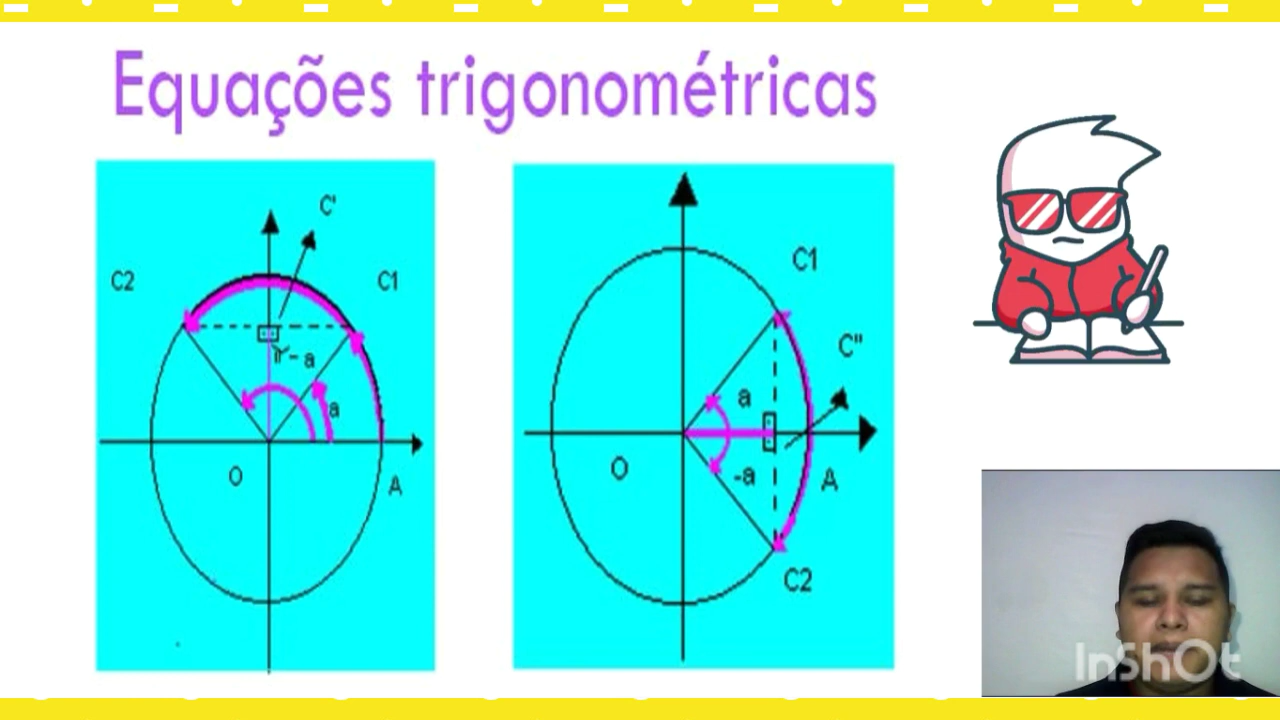 Equações trigonométricas
C'
C2
C1
π - a
a
O
A
C1
C"
a
-a
O
A
C2
InShOt